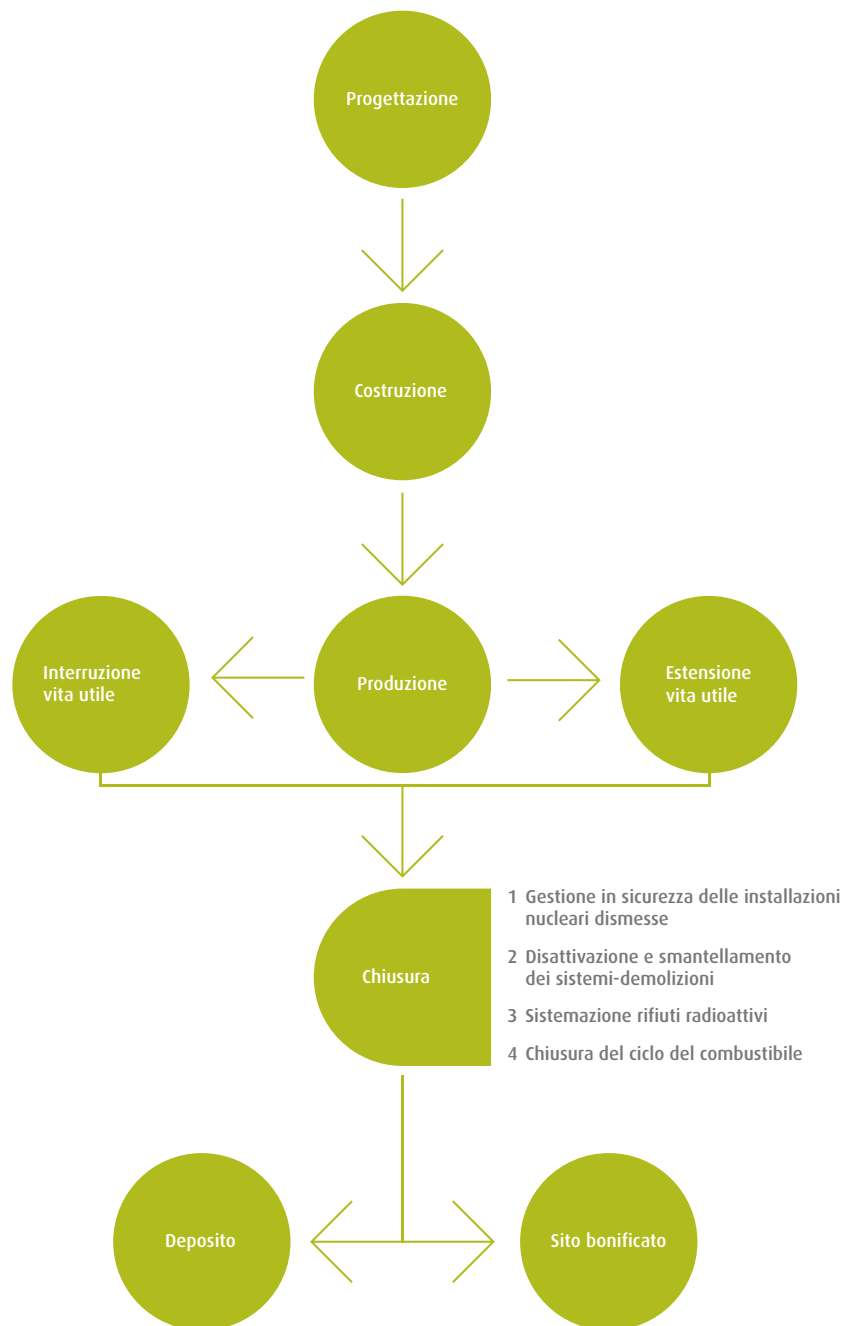 Progettazione
Costruzione
Interruzione
vita utile
Produzione
Estensione
vita utile
Chiusura
1 Gestione in sicurezza delle installazioni
nucleari dismesse
2 Disattivazione e smantellamento
dei sistemi-demolizioni
3 Sistemazione rifiuti radioattivi
4 Chiusura del ciclo del combustibile
Deposito
Sito bonificato